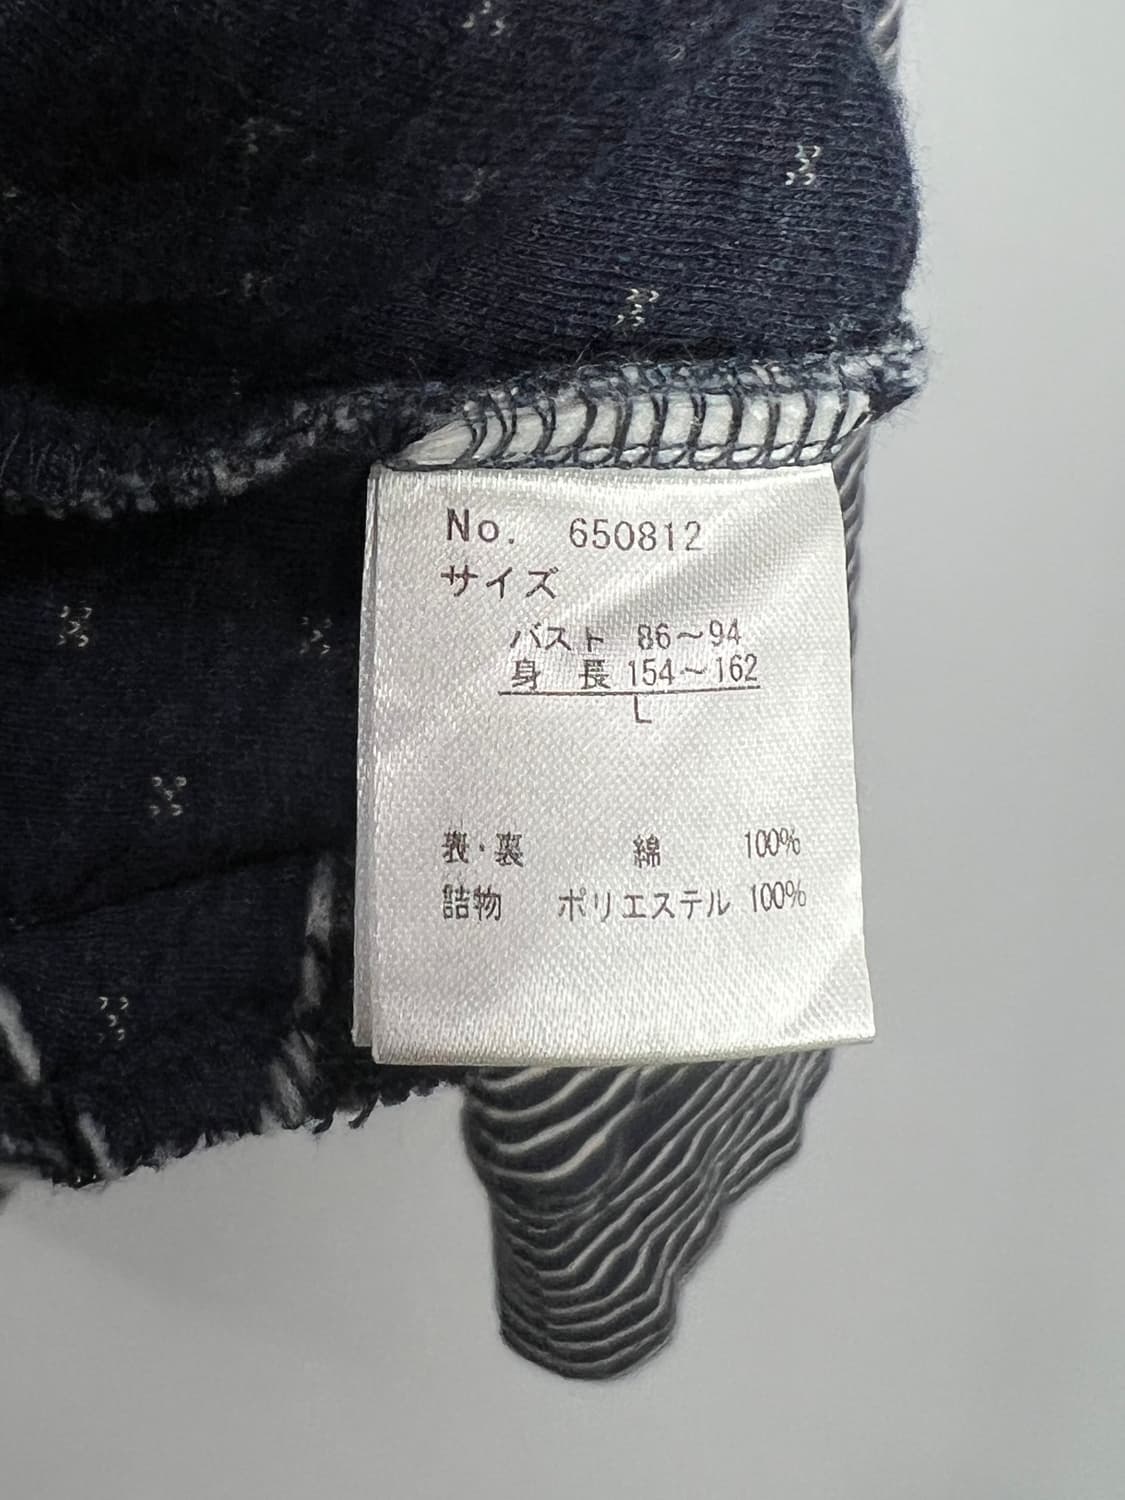 No. 650812
サイズ
バスト 86～94
身 長 154～162
L
表・裏 綿 100%
詰物 ポリエステル 100%